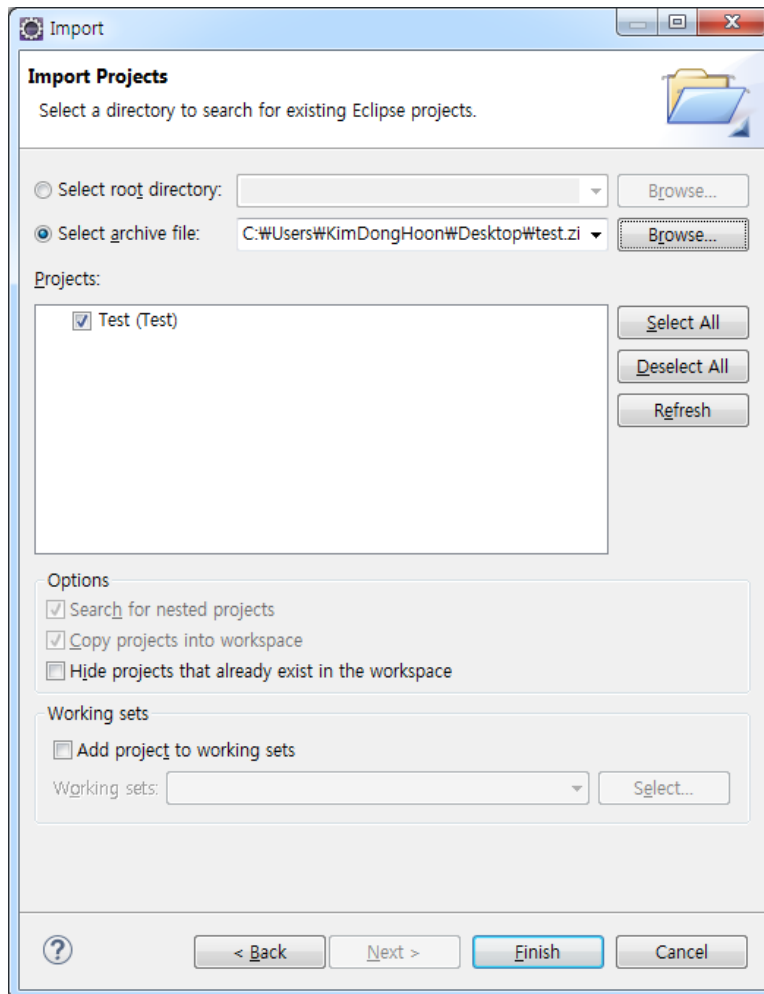 Import
Import Projects
Select a directory to search for existing Eclipse projects.
Select root directory:
Browse...
Select archive file:
C:₩Users₩KimDongHoon₩Desktop₩test.zi
Browse...
Projects:
Test (Test)
Select All
Deselect All
Refresh
Options
Search for nested projects
Copy projects into workspace
Hide projects that already exist in the workspace
Working sets
Add project to working sets
Working sets:
Select...
?
< Back
Next >
Finish
Cancel